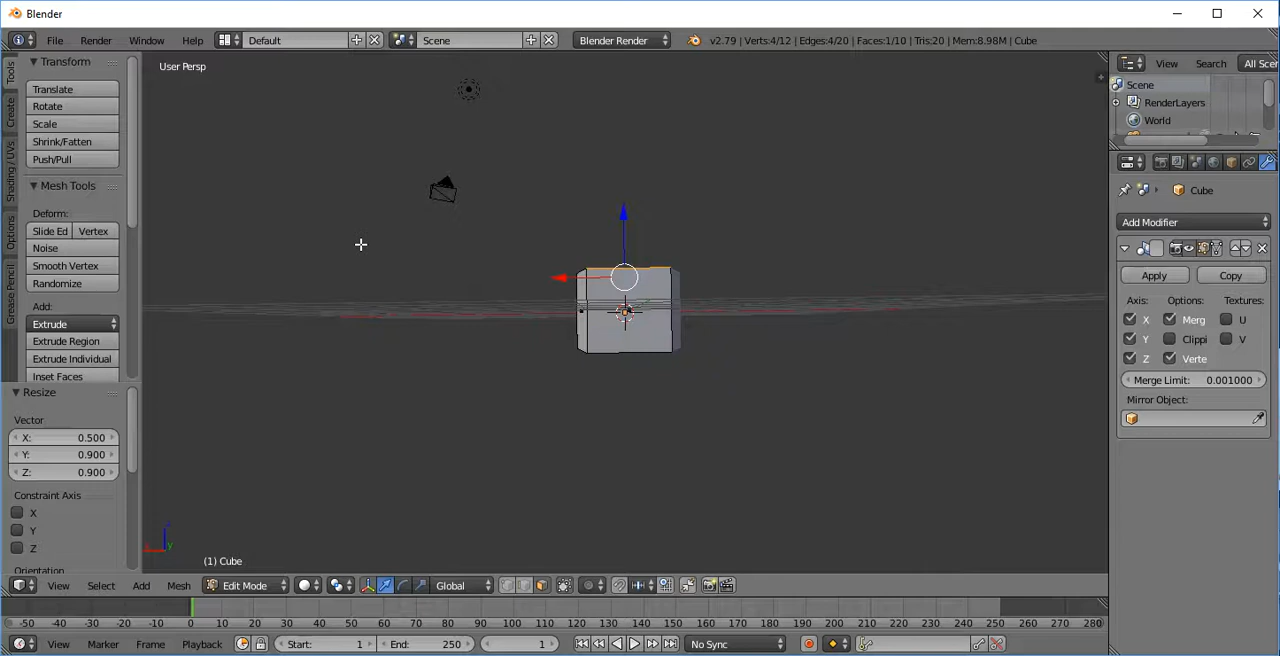 Blender
File Render Window Help Default Scene Blender Render v2.79 | Verts:4/12 | Edges:4/20 | Faces:1/10 | Tris:20 | Mem:8.98M | Cube
Tools
Create
Shading / UVs
Options
Grease Pencil
Transform
Translate
Rotate
Scale
Shrink/Fatten
Push/Pull
Mesh Tools
Deform:
Slide Ed Vertex
Noise
Smooth Vertex
Randomize
Add:
Extrude
Extrude Region
Extrude Individual
Inset Faces
Resize
Vector
X: 0.500
Y: 0.900
Z: 0.900
Constraint Axis
X
Y
Z
Orientation
User Persp
(1) Cube
View Search All Scen
Scene
RenderLayers
World
Cube
Add Modifier
Apply Copy
Axis: Options: Textures:
X Merg U
Y Clippi V
Z Verte
Merge Limit: 0.001000
Mirror Object:
View Select Add Mesh Edit Mode Global
-50 -40 -30 -20 -10 0 10 20 30 40 50 60 70 80 90 100 110 120 130 140 150 160 170 180 190 200 210 220 230 240 250 260 270 280
View Marker Frame Playback Start: 1 End: 250 1 No Sync